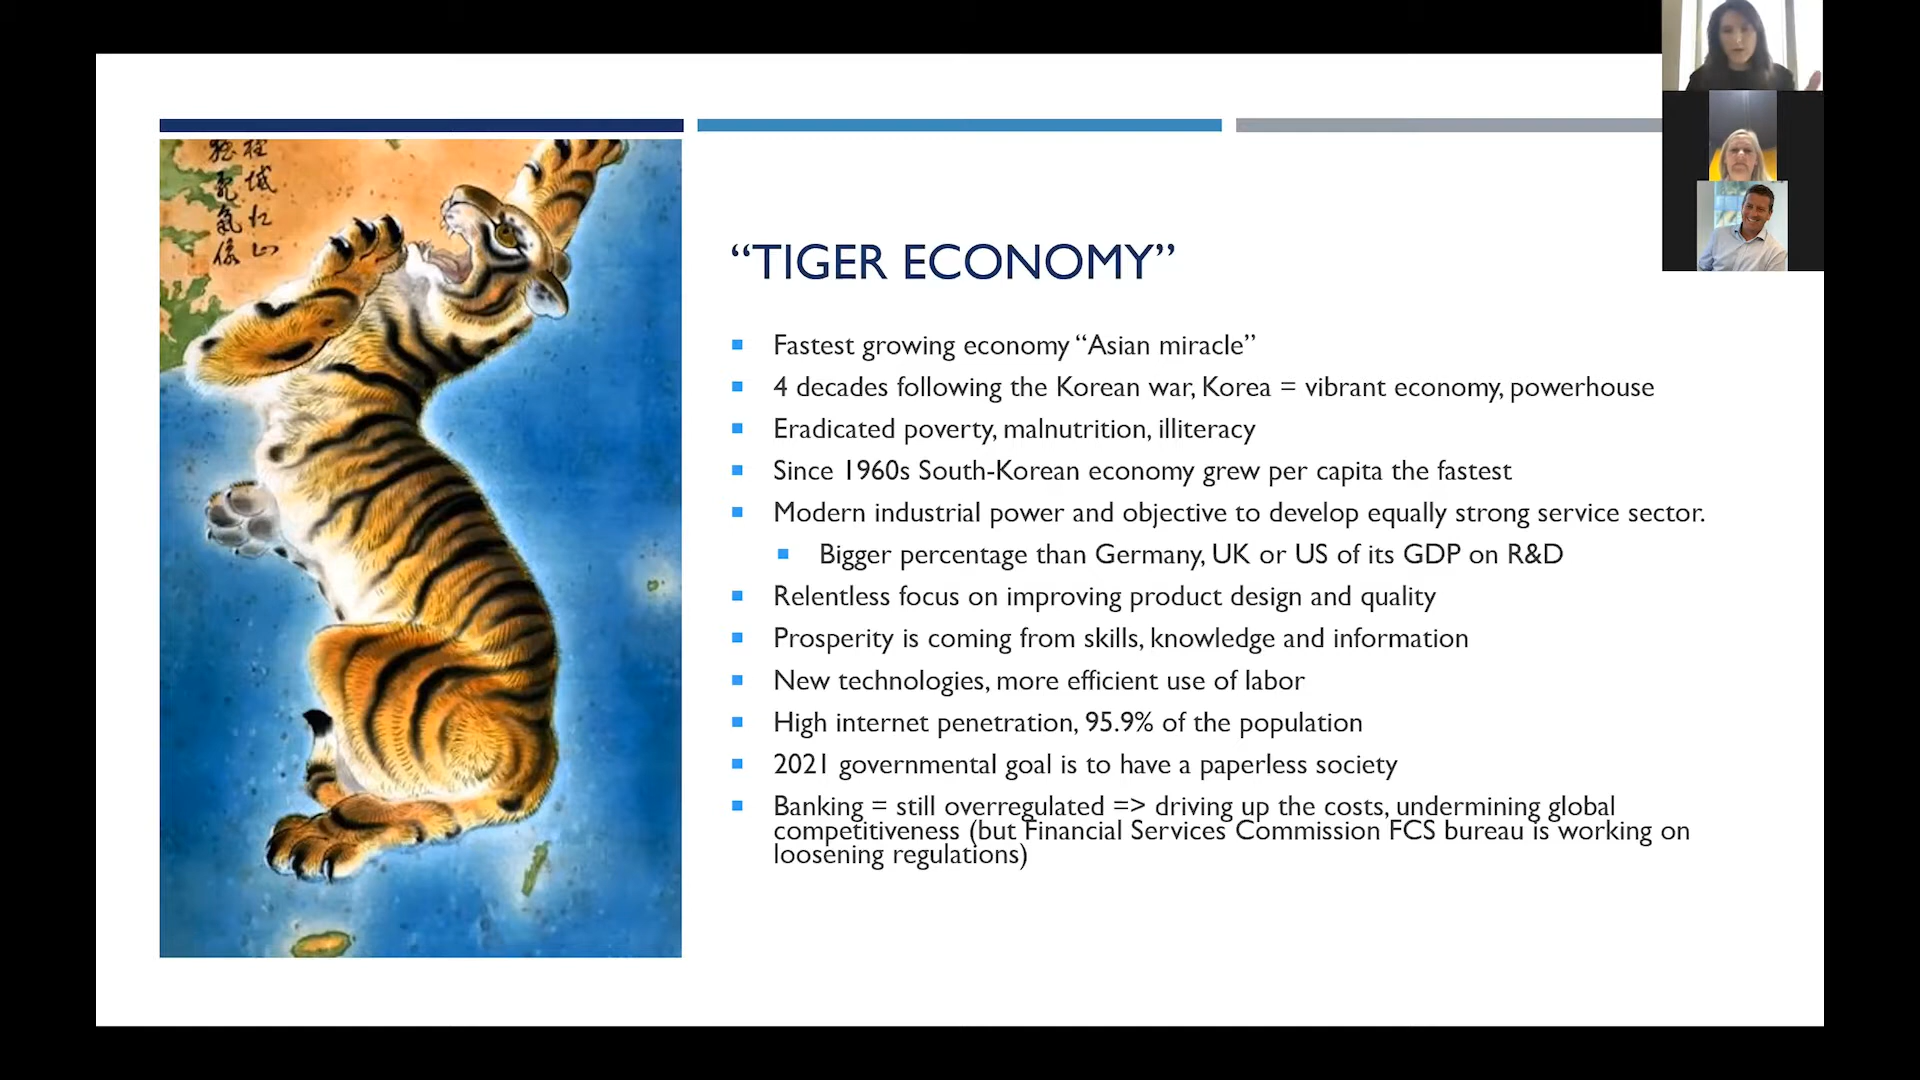 “TIGER ECONOMY”
Fastest growing economy “Asian miracle”
4 decades following the Korean war, Korea = vibrant economy, powerhouse
Eradicated poverty, malnutrition, illiteracy
Since 1960s South-Korean economy grew per capita the fastest
Modern industrial power and objective to develop equally strong service sector.
Bigger percentage than Germany, UK or US of its GDP on R&D
Relentless focus on improving product design and quality
Prosperity is coming from skills, knowledge and information
New technologies, more efficient use of labor
High internet penetration, 95.9% of the population
2021 governmental goal is to have a paperless society
Banking = still overregulated => driving up the costs, undermining global
competitiveness (but Financial Services Commission FCS bureau is working on
loosening regulations)